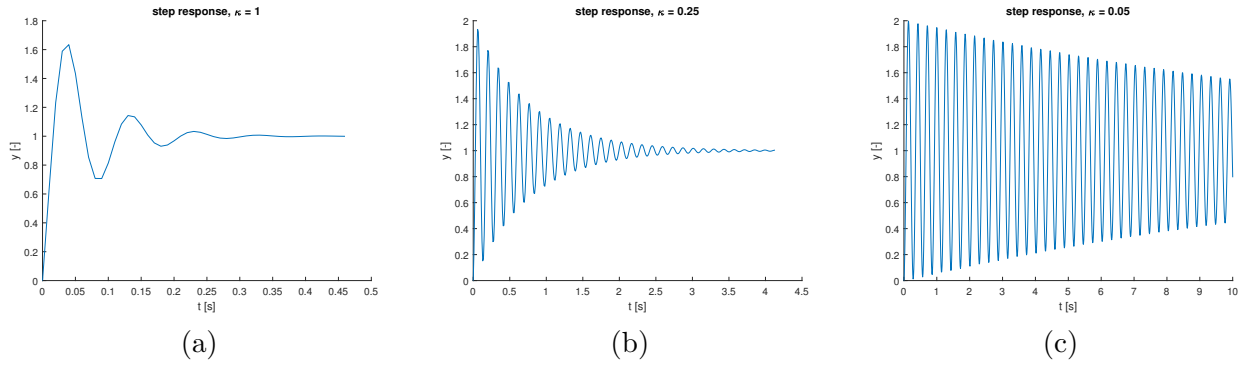 step response, κ = 1
1.8
1.6
1.4
1.2
1
0.8
0.6
0.4
0.2
0
y [-]
0 0.05 0.1 0.15 0.2 0.25 0.3 0.35 0.4 0.45 0.5
t [s]
(a)
step response, κ = 0.25
2
1.8
1.6
1.4
1.2
1
0.8
0.6
0.4
0.2
0
y [-]
0 0.5 1 1.5 2 2.5 3 3.5 4 4.5
t [s]
(b)
step response, κ = 0.05
2
1.8
1.6
1.4
1.2
1
0.8
0.6
0.4
0.2
0
y [-]
0 1 2 3 4 5 6 7 8 9 10
t [s]
(c)